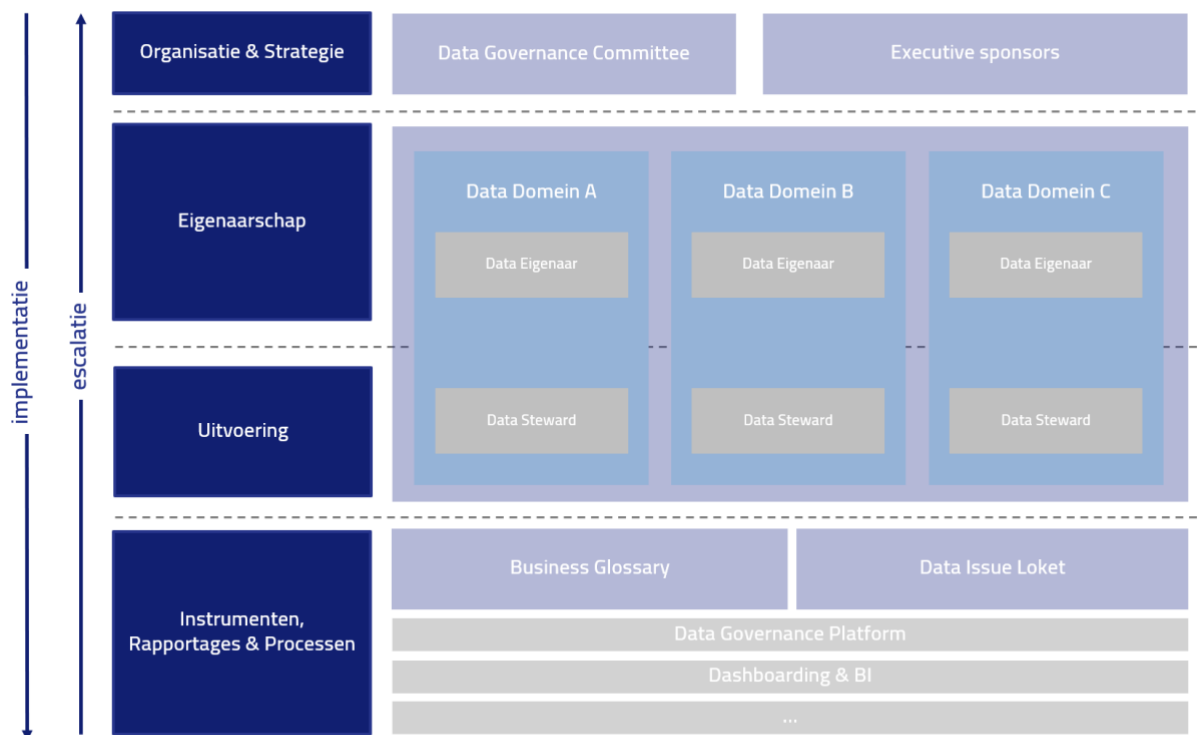 implementatie
escalatie
Organisatie & Strategie
Data Governance Committee
Executive sponsors
Eigenaarschap
Data Domein A
Data Domein B
Data Domein C
Data Eigenaar
Data Eigenaar
Data Eigenaar
Uitvoering
Data Steward
Data Steward
Data Steward
Instrumenten,
Rapportages & Processen
Business Glossary
Data Issue Loket
Data Governance Platform
Dashboarding & BI
...